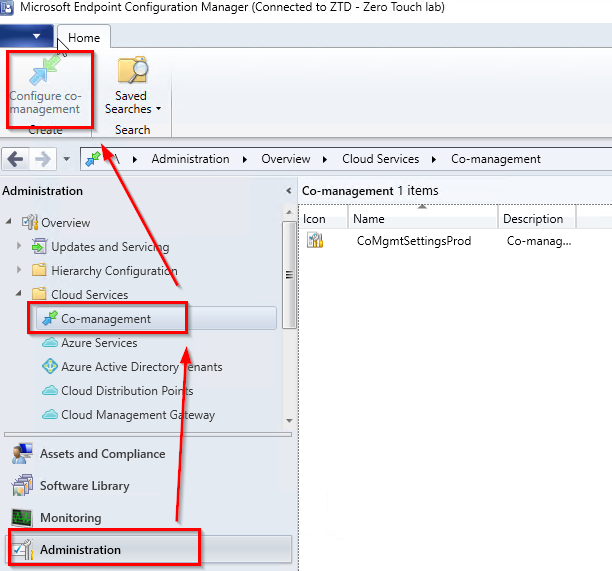 Microsoft Endpoint Configuration Manager (Connected to ZTD - Zero Touch lab)
Home
Configure co-
management
Create
Saved
Searches
Search
\ Administration Overview Cloud Services Co-management
Administration
Overview
Updates and Servicing
Hierarchy Configuration
Cloud Services
Co-management
Azure Services
Azure Active Directory Tenants
Cloud Distribution Points
Cloud Management Gateway
Assets and Compliance
Software Library
Monitoring
Administration
Co-management 1 items
Icon Name Description
CoMgmtSettingsProd Co-manag...